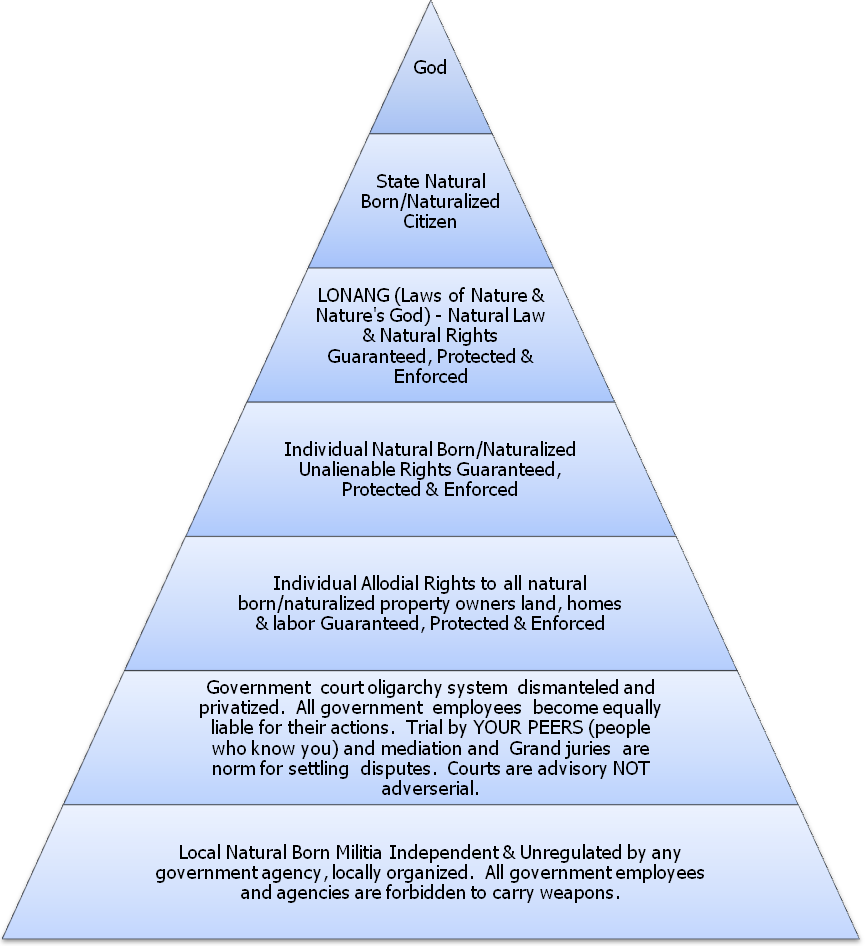 God
State Natural
Born/Naturalized
Citizen
LONANG (Laws of Nature &
Nature's God) - Natural Law
& Natural Rights
Guaranteed, Protected &
Enforced
Individual Natural Born/Naturalized
Unalienable Rights Guaranteed,
Protected & Enforced
Individual Allodial Rights to all natural
born/naturalized property owners land, homes
& labor Guaranteed, Protected & Enforced
Government court oligarchy system dismanteled and
privatized. All government employees become equally
liable for their actions. Trial by YOUR PEERS (people
who know you) and mediation and Grand juries are
norm for settling disputes. Courts are advisory NOT
adverserial.
Local Natural Born Militia Independent & Unregulated by any
government agency, locally organized. All government employees
and agencies are forbidden to carry weapons.